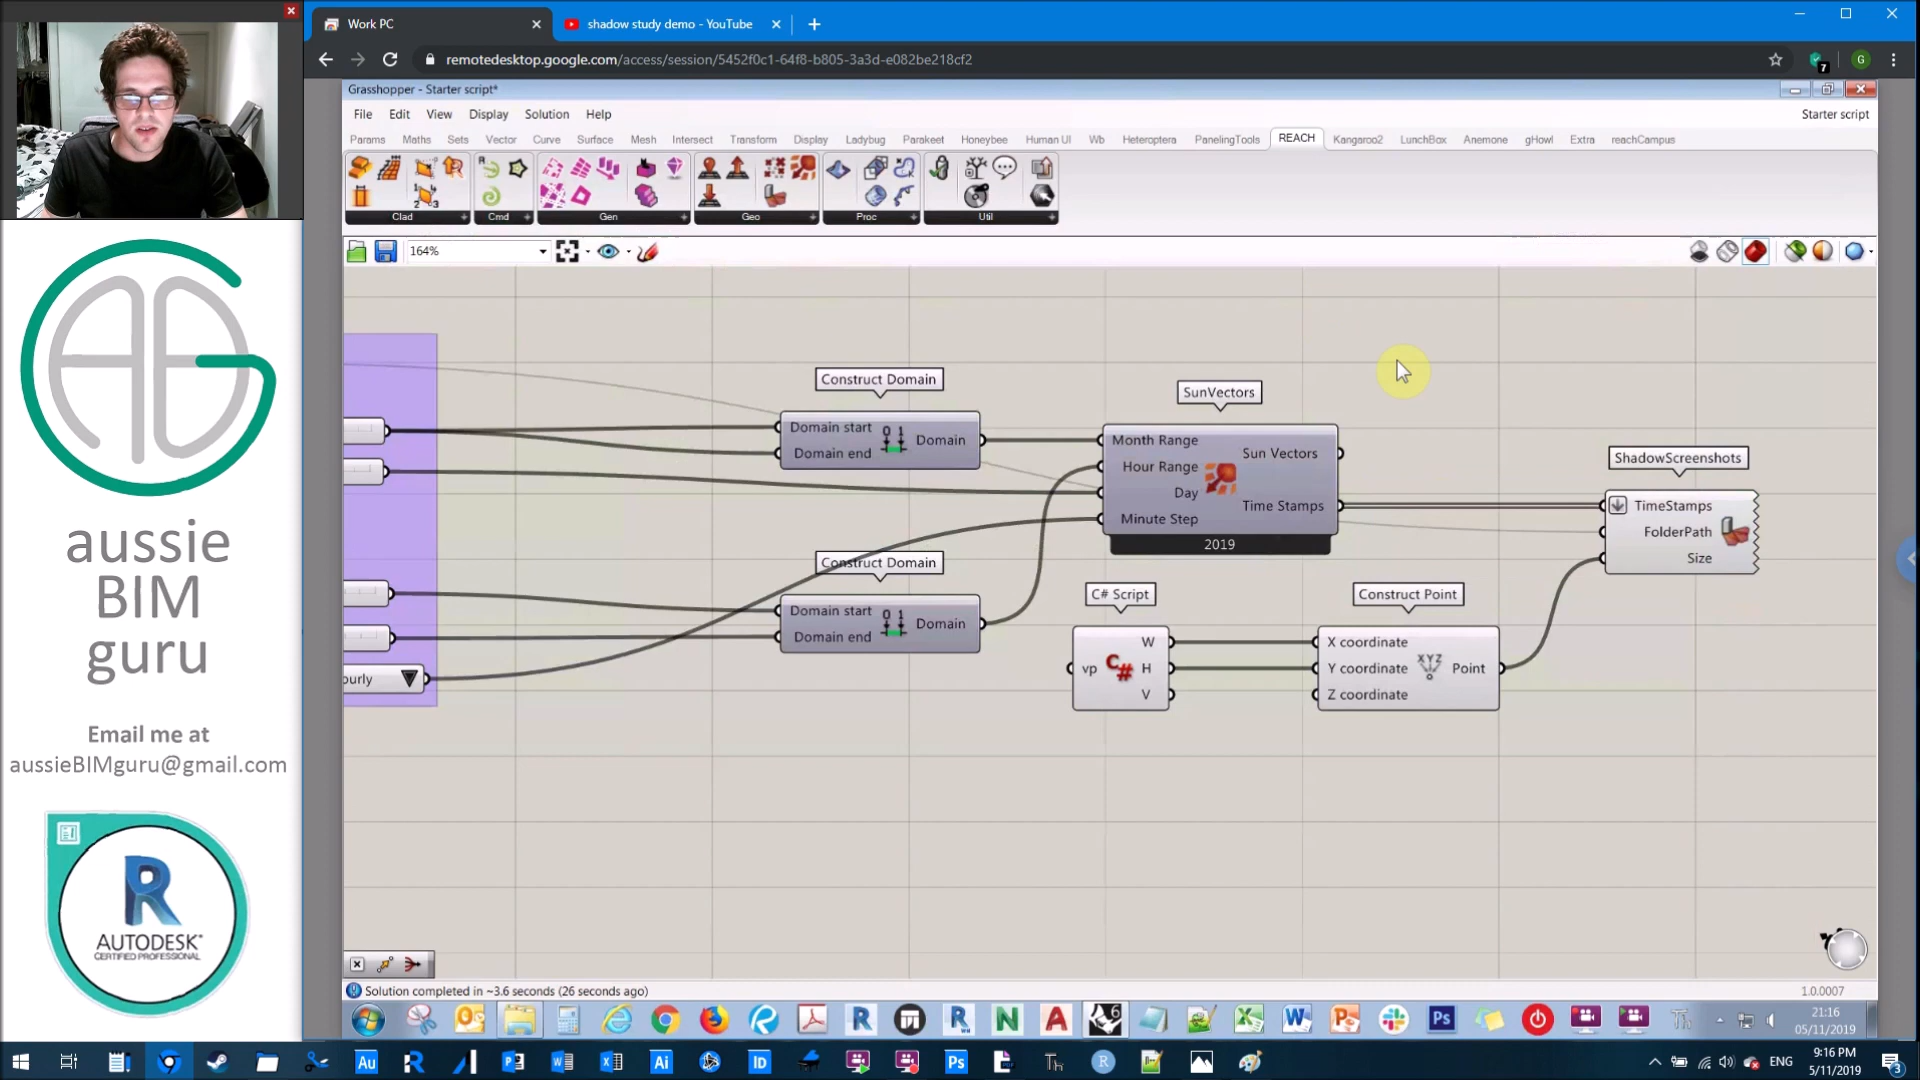 Work PC
shadow study demo - YouTube
remotedesktop.google.com/access/session/5452f0c1-64f8-b805-3a3d-e082be218cf2
7
G
Grasshopper - Starter script*
File Edit View Display Solution Help
Starter script
Params Maths Sets Vector Curve Surface Mesh Intersect Transform Display Ladybug Parakeet Honeybee Human UI Wb Heteroptera PanelingTools REACH Kangaroo2 LunchBox Anemone gHowl Extra reachCampus
Clad Cmd Gen Geo Proc Util
164%
Construct Domain
Domain start
Domain end
Domain
SunVectors
Month Range
Hour Range
Day
Minute Step
Sun Vectors
Time Stamps
2019
ShadowScreenshots
TimeStamps
FolderPath
Size
Construct Domain
Domain start
Domain end
Domain
C# Script
vp
C#
W
H
V
Construct Point
X coordinate
Y coordinate
Z coordinate
XYZ
Point
ourly
Solution completed in ~3.6 seconds (26 seconds ago)
1.0.0007
21:16
05/11/2019
ENG
9:16 PM
5/11/2019
3
aussie
BIM
guru
Email me at
aussieBIMguru@gmail.com
R
AUTODESK
CERTIFIED PROFESSIONAL